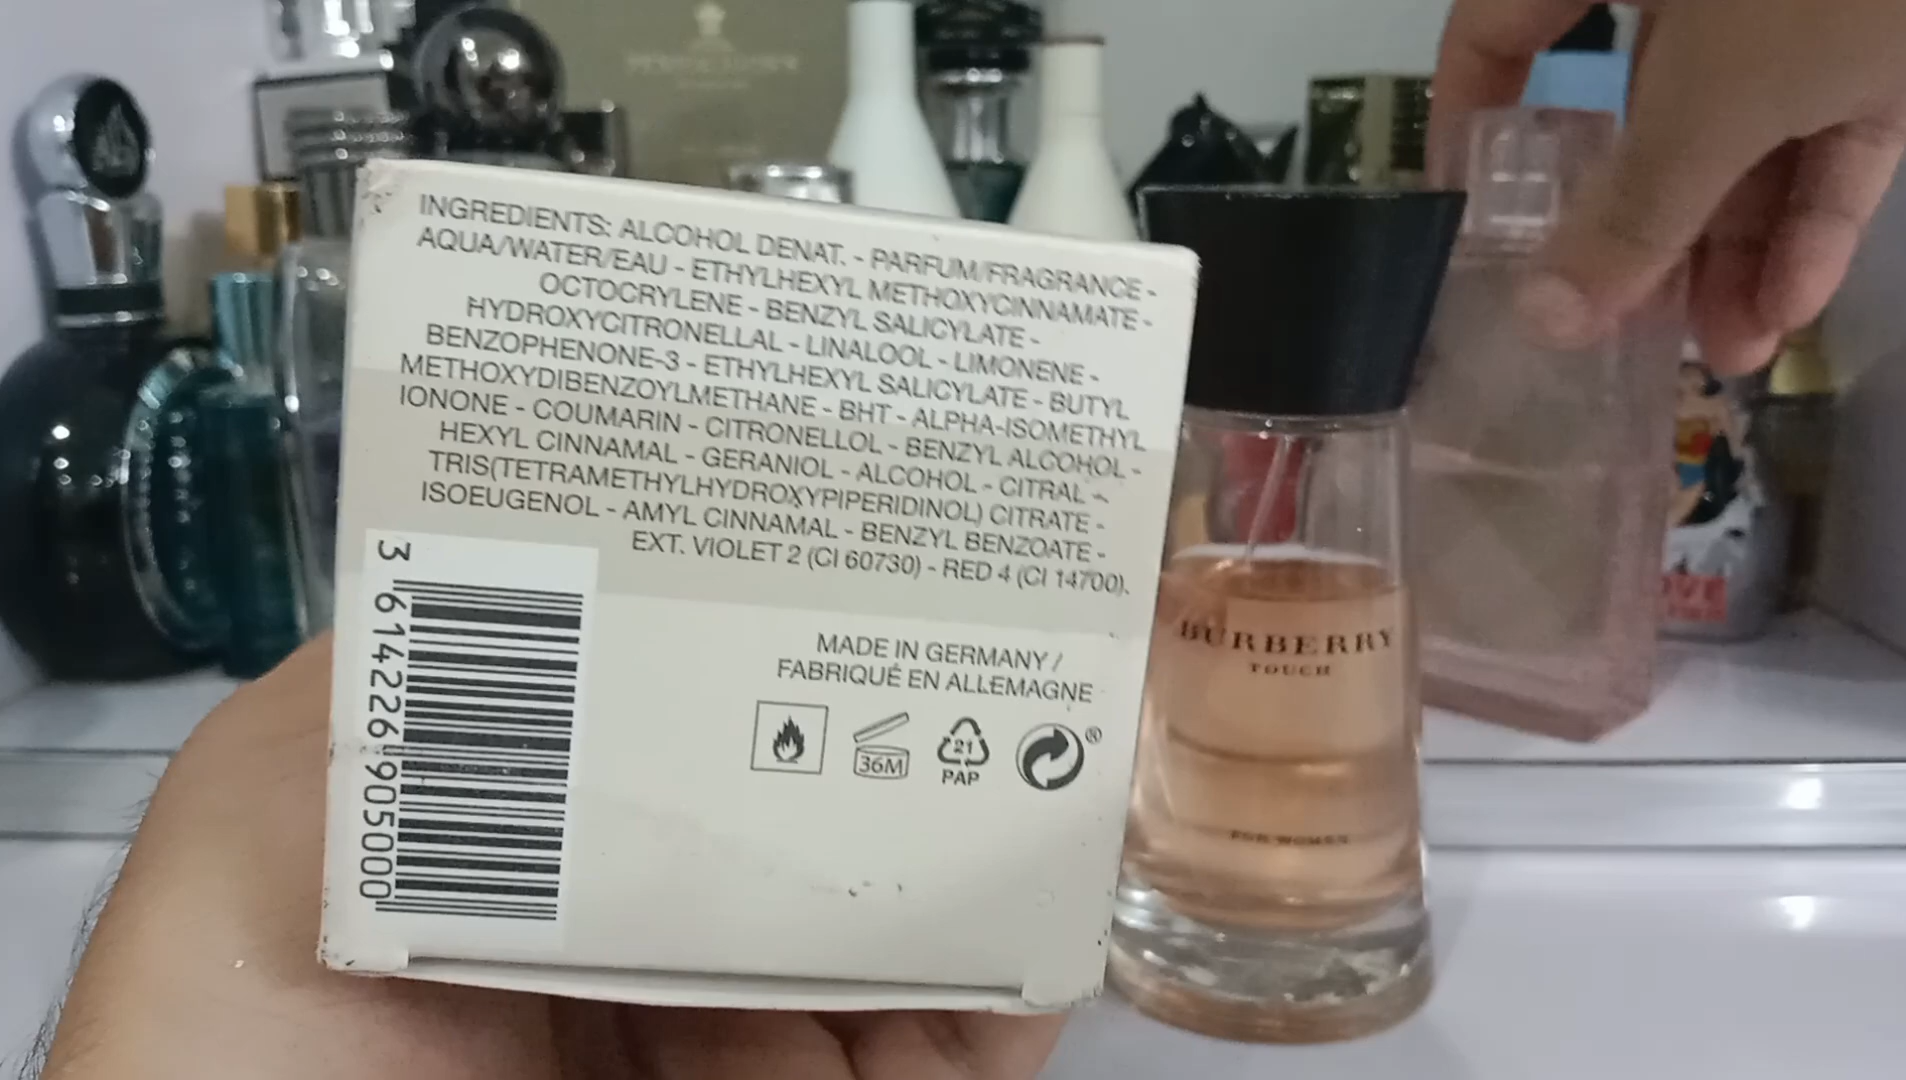 INGREDIENTS: ALCOHOL DENAT. - PARFUM/FRAGRANCE -
AQUA/WATER/EAU - ETHYLHEXYL METHOXYCINNAMATE -
OCTOCRYLENE - BENZYL SALICYLATE -
HYDROXYCITRONELLAL - LINALOOL - LIMONENE -
BENZOPHENONE-3 - ETHYLHEXYL SALICYLATE - BUTYL
METHOXYDIBENZOYLMETHANE - BHT - ALPHA-ISOMETHYL
IONONE - COUMARIN - CITRONELLOL - BENZYL ALCOHOL -
HEXYL CINNAMAL - GERANIOL - ALCOHOL - CITRAL -
TRIS(TETRAMETHYLHYDROXYPIPERIDINOL) CITRATE -
ISOEUGENOL - AMYL CINNAMAL - BENZYL BENZOATE -
EXT. VIOLET 2 (CI 60730) - RED 4 (CI 14700).
3 614226 905000
MADE IN GERMANY /
FABRIQUÉ EN ALLEMAGNE
36M
21
PAP
®
BURBERRY
TOUCH
FOR WOMEN